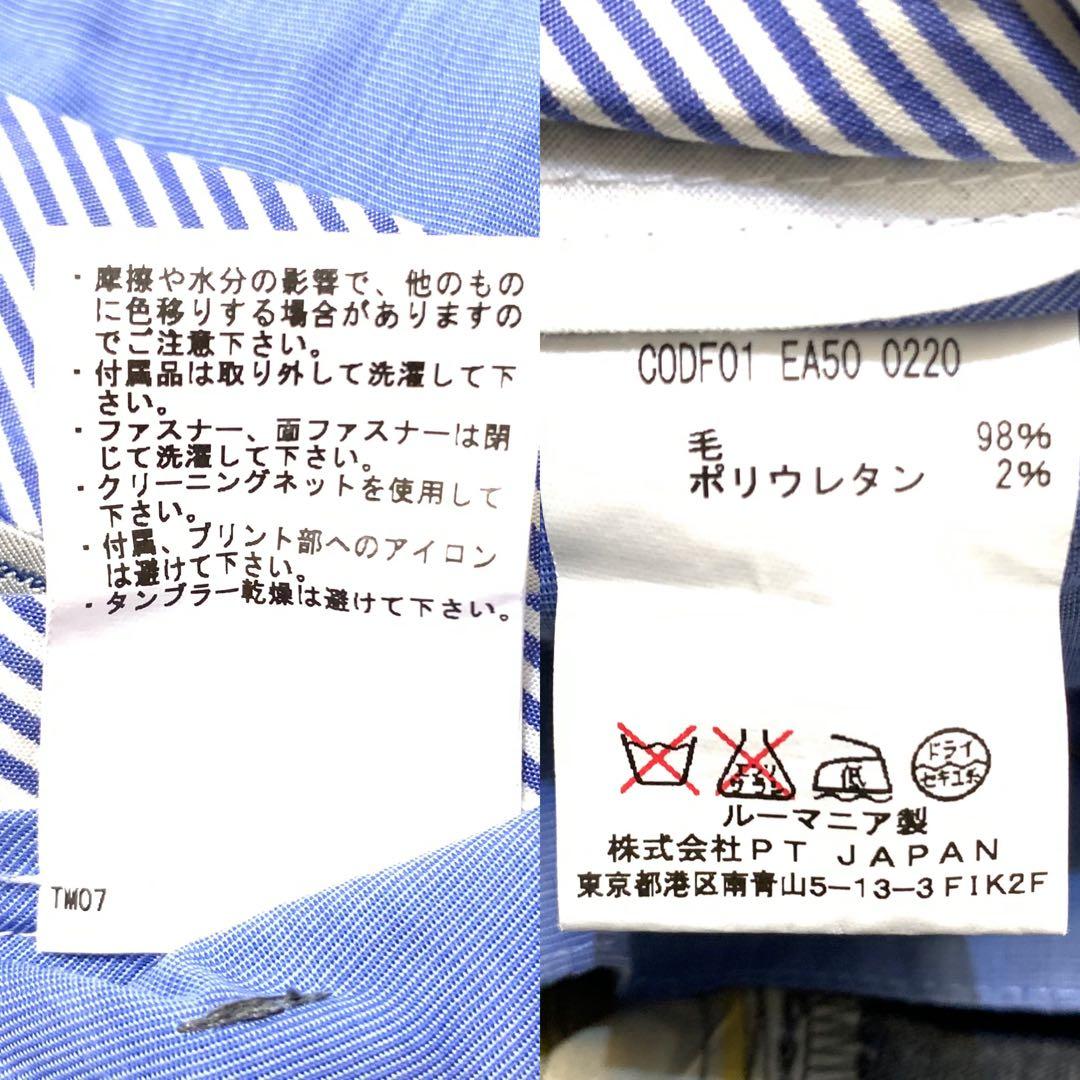 ・摩擦や水分の影響で、他のもの
に色移りする場合がありますの
でご注意下さい。
・付属品は取り外して洗濯して下
さい。
・ファスナー、面ファスナーは閉
じて洗濯して下さい。
・クリーニングネットを使用して
下さい。
・付属、プリント部へのアイロン
は避けて下さい。
・タンブラー乾燥は避けて下さい。
TM07
CODF01 EA50 0220
毛 98%
ポリウレタン 2%
エンソ サラシ 低 ドライ セキユ系
ルーマニア製
株式会社PT JAPAN
東京都港区南青山5-13-3 FIK2F